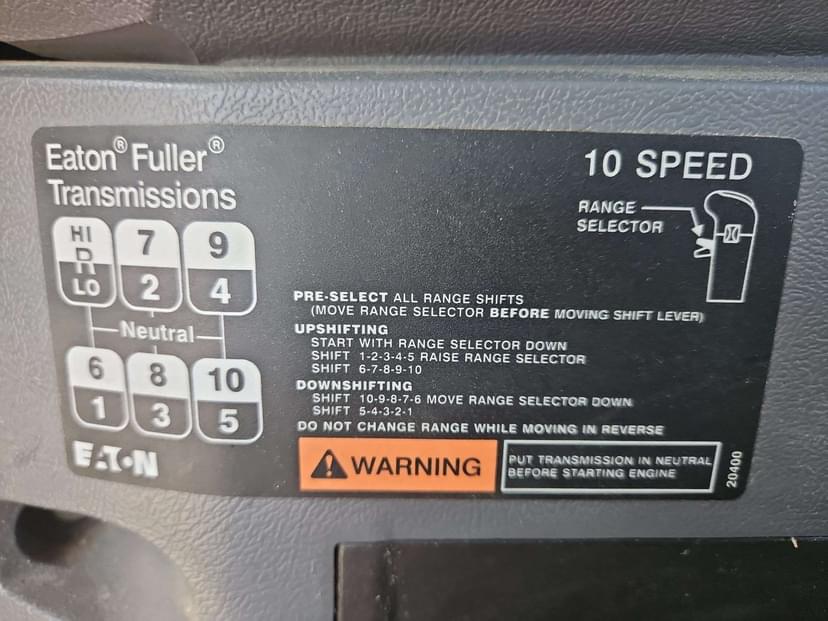 Eaton® Fuller®
Transmissions
10 SPEED
RANGE
SELECTOR
HI
R
LO
7
2
9
4
Neutral
6
1
8
3
10
5
EATON
PRE-SELECT ALL RANGE SHIFTS
(MOVE RANGE SELECTOR BEFORE MOVING SHIFT LEVER)
UPSHIFTING
START WITH RANGE SELECTOR DOWN
SHIFT 1-2-3-4-5 RAISE RANGE SELECTOR
SHIFT 6-7-8-9-10
DOWNSHIFTING
SHIFT 10-9-8-7-6 MOVE RANGE SELECTOR DOWN
SHIFT 5-4-3-2-1
DO NOT CHANGE RANGE WHILE MOVING IN REVERSE
WARNING
PUT TRANSMISSION IN NEUTRAL
BEFORE STARTING ENGINE
20400